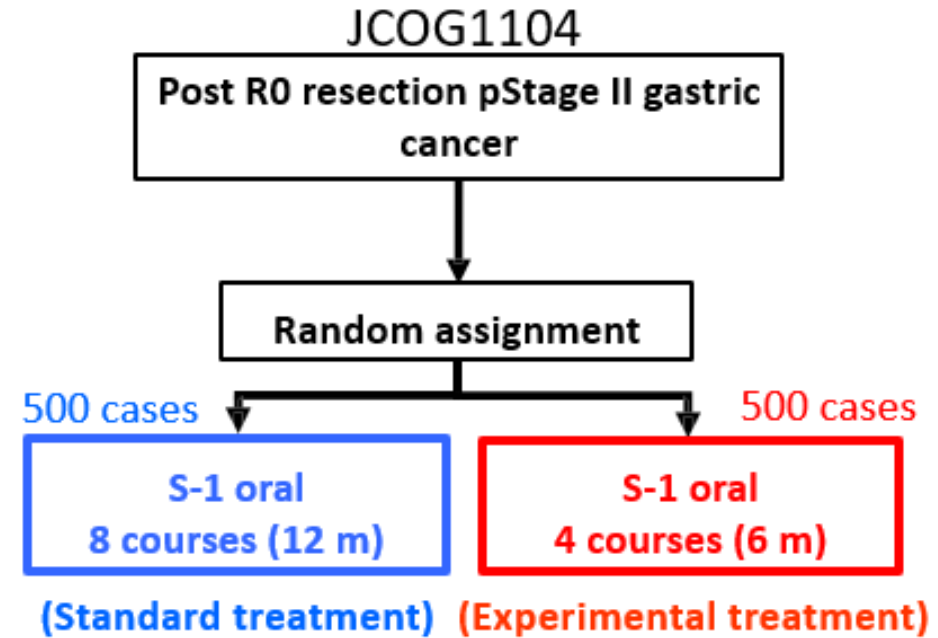 JCOG1104
Post R0 resection pStage II gastric
cancer
Random assignment
500 cases
500 cases
S-1 oral
8 courses (12 m)
S-1 oral
4 courses (6 m)
(Standard treatment)
(Experimental treatment)